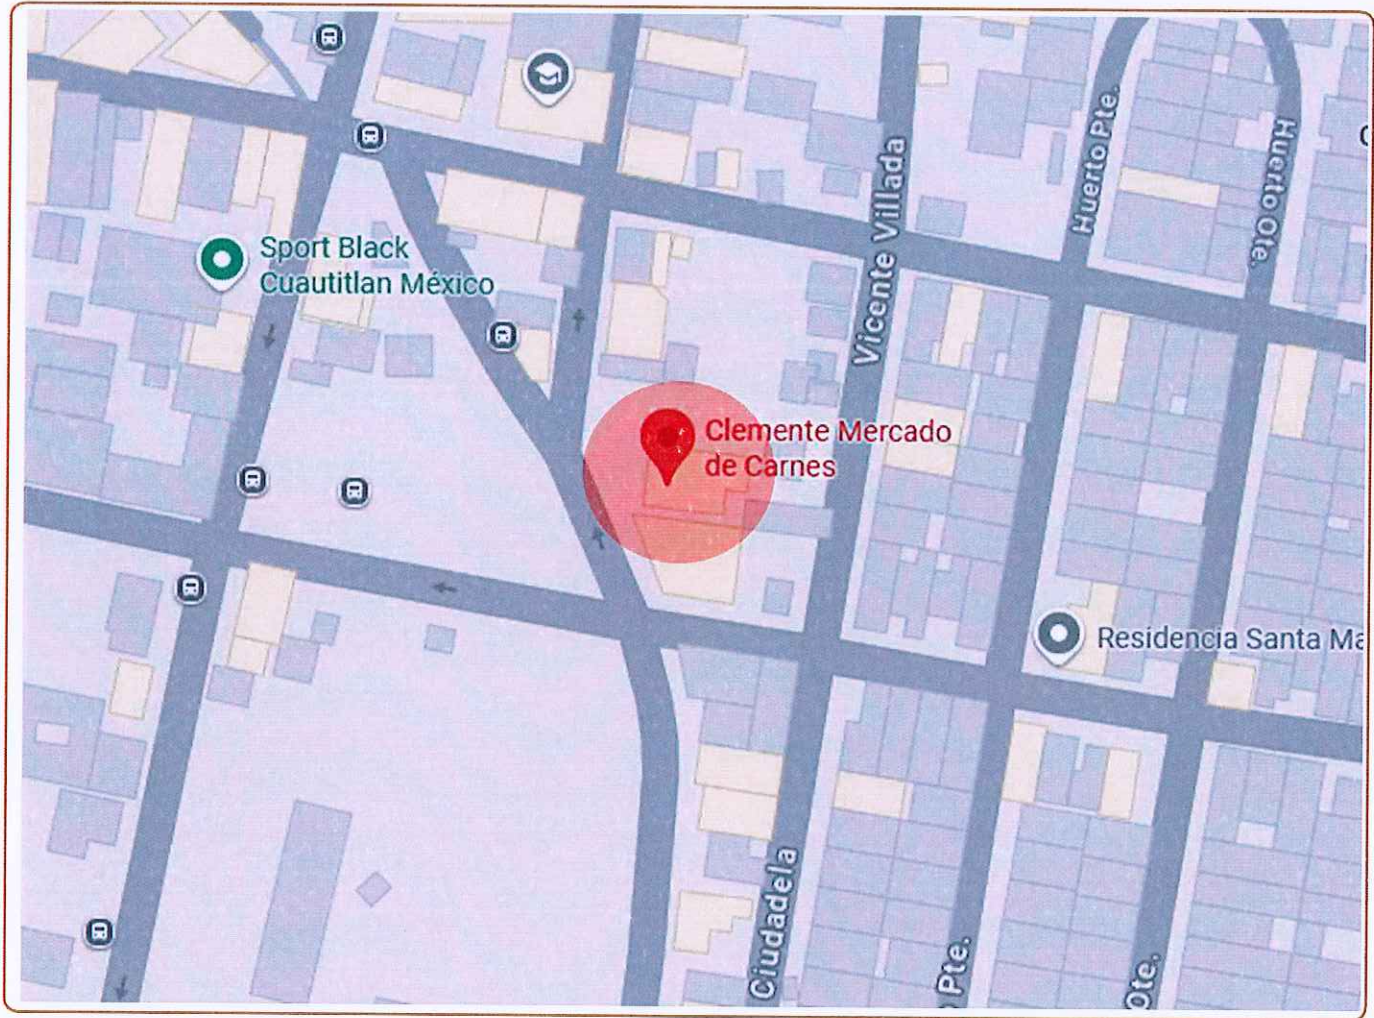 Huerto Pte.
Huerto Ote.
Vicente Villada
Sport Black
Cuautitlan México
Clemente Mercado
de Carnes
Residencia Santa Ma
Ciudadela
Pte.
Ote.